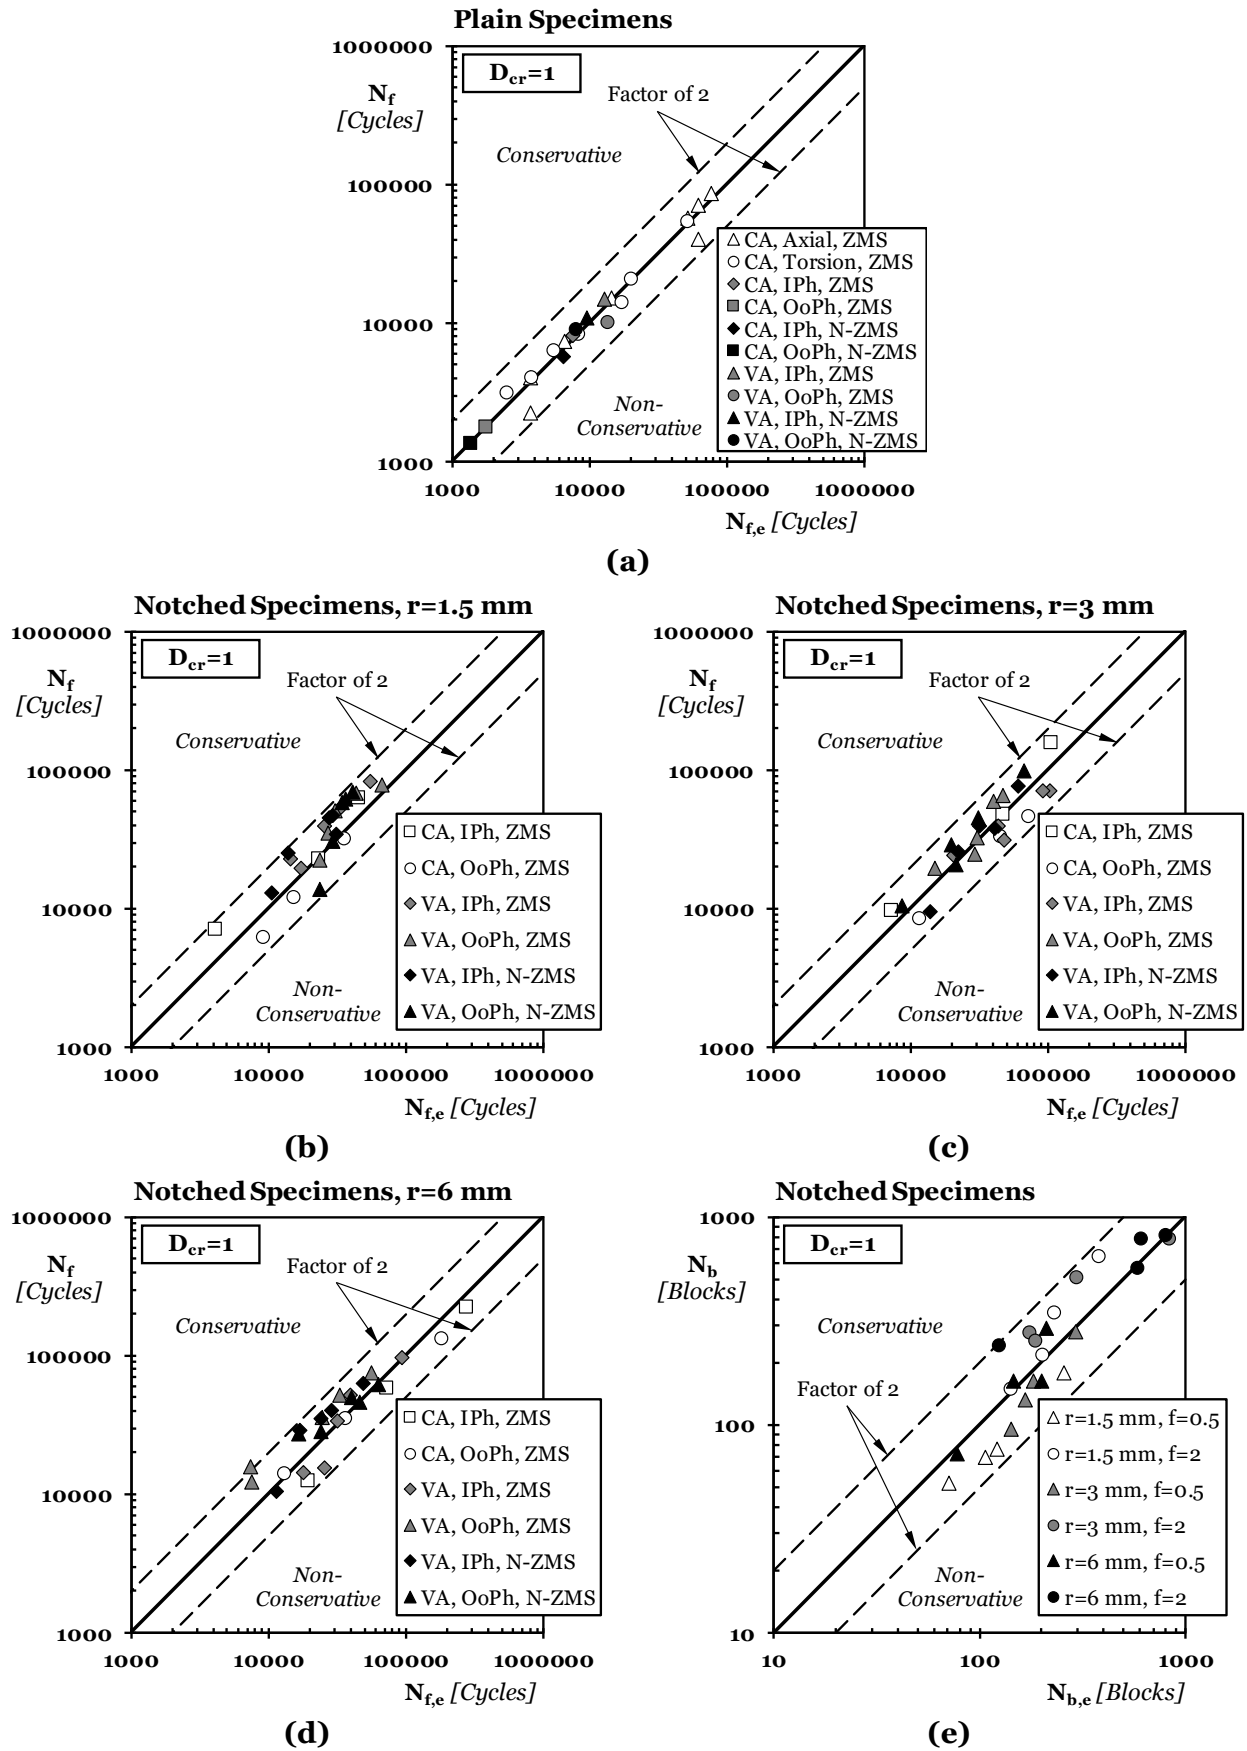 Plain Specimens
1000000
D_cr=1
N_f
[Cycles]
Factor of 2
Conservative
100000
CA, Axial, ZMS
CA, Torsion, ZMS
CA, IPh, ZMS
CA, OoPh, ZMS
CA, IPh, N-ZMS
CA, OoPh, N-ZMS
VA, IPh, ZMS
VA, OoPh, ZMS
VA, IPh, N-ZMS
VA, OoPh, N-ZMS
10000
Non-
Conservative
1000
1000 10000 100000 1000000
N_f,e [Cycles]
(a)
Notched Specimens, r=1.5 mm
1000000
D_cr=1
N_f
[Cycles]
Factor of 2
Conservative
100000
CA, IPh, ZMS
CA, OoPh, ZMS
VA, IPh, ZMS
VA, OoPh, ZMS
VA, IPh, N-ZMS
VA, OoPh, N-ZMS
10000
Non-
Conservative
1000
1000 10000 100000 1000000
N_f,e [Cycles]
(b)
Notched Specimens, r=3 mm
1000000
D_cr=1
N_f
[Cycles]
Factor of 2
Conservative
100000
CA, IPh, ZMS
CA, OoPh, ZMS
VA, IPh, ZMS
VA, OoPh, ZMS
VA, IPh, N-ZMS
VA, OoPh, N-ZMS
10000
Non-
Conservative
1000
1000 10000 100000 1000000
N_f,e [Cycles]
(c)
Notched Specimens, r=6 mm
1000000
D_cr=1
N_f
[Cycles]
Factor of 2
Conservative
100000
CA, IPh, ZMS
CA, OoPh, ZMS
VA, IPh, ZMS
VA, OoPh, ZMS
VA, IPh, N-ZMS
VA, OoPh, N-ZMS
10000
Non-
Conservative
1000
1000 10000 100000 1000000
N_f,e [Cycles]
(d)
Notched Specimens
1000
D_cr=1
N_b
[Blocks]
Conservative
Factor of 2
100
r=1.5 mm, f=0.5
r=1.5 mm, f=2
r=3 mm, f=0.5
r=3 mm, f=2
r=6 mm, f=0.5
r=6 mm, f=2
Non-
Conservative
10
10 100 1000
N_b,e [Blocks]
(e)